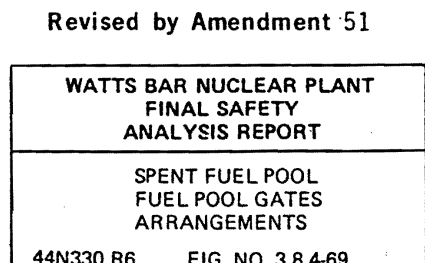 Revised by Amendment 51
WATTS BAR NUCLEAR PLANT
FINAL SAFETY
ANALYSIS REPORT
SPENT FUEL POOL
FUEL POOL GATES
ARRANGEMENTS
44N330 R6 FIG. NO. 3.8.4-69